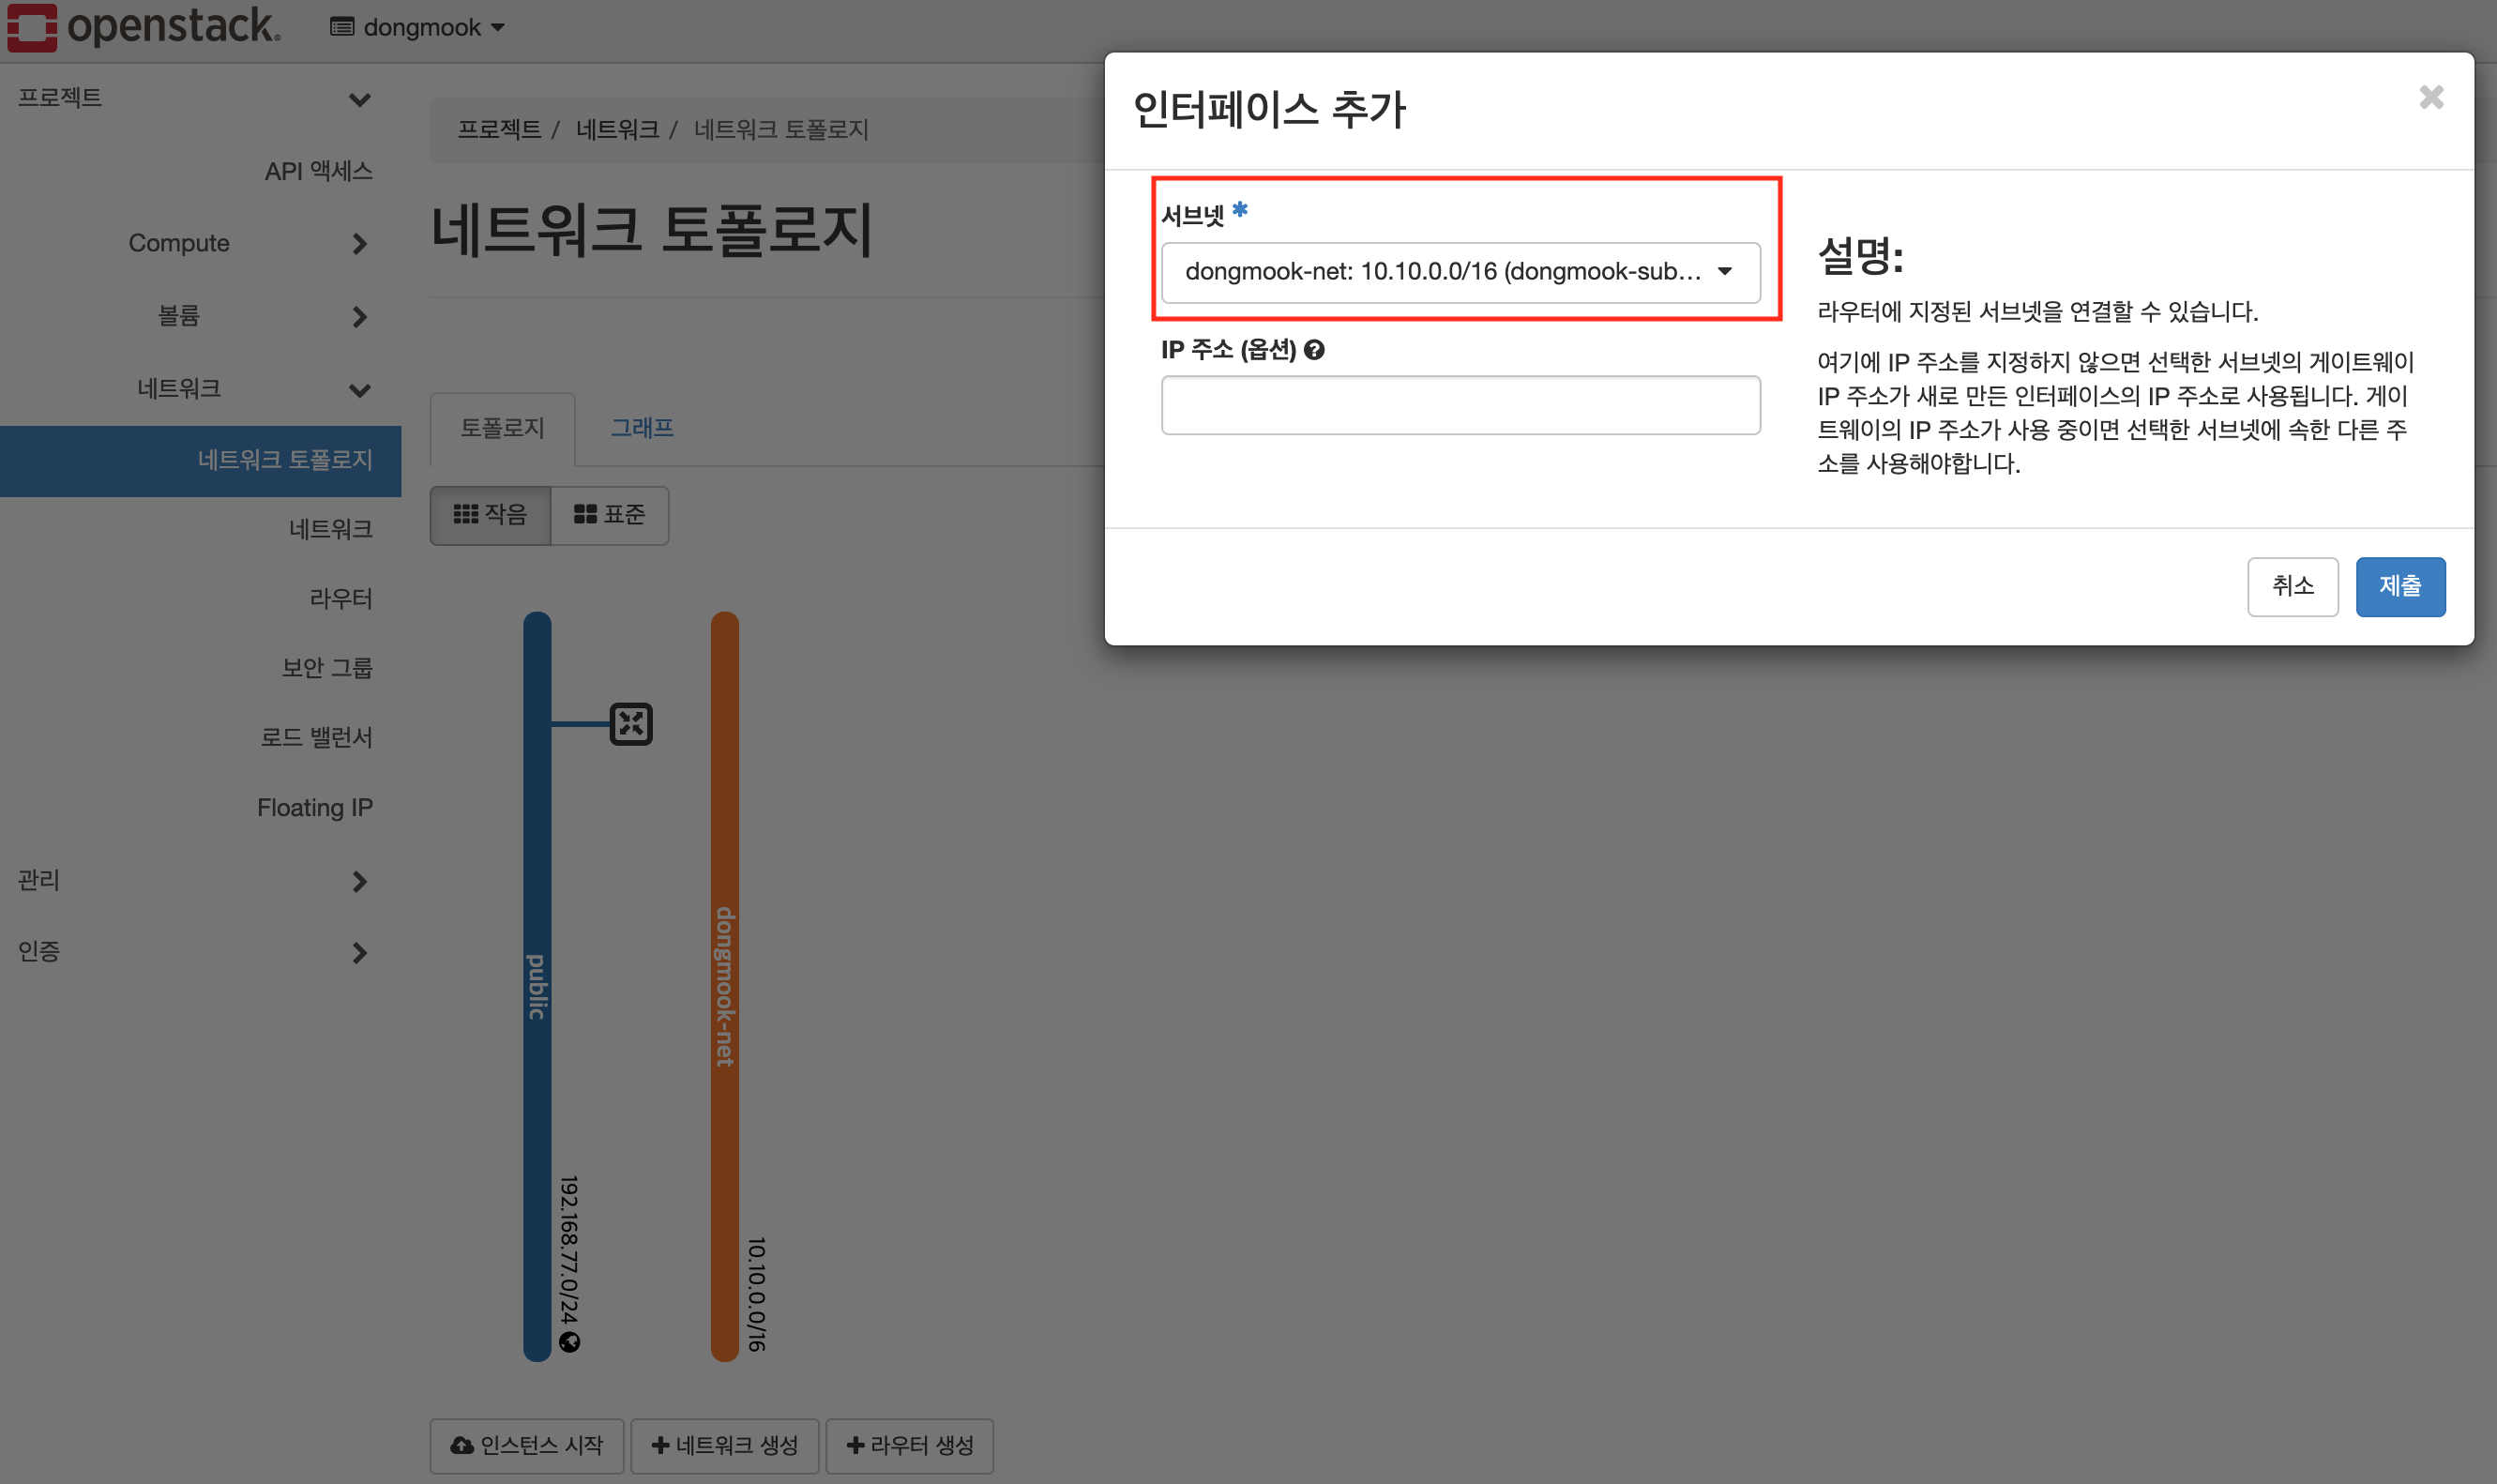 openstack.
dongmook
프로젝트
API 액세스
Compute
볼륨
네트워크
네트워크 토폴로지
네트워크
라우터
보안 그룹
로드 밸런서
Floating IP
관리
인증
프로젝트 / 네트워크 / 네트워크 토폴로지
네트워크 토폴로지
토폴로지 그래프
작음 표준
public
192.168.77.0/24
dongmook-net
10.10.0.0/16
인스턴스 시작 네트워크 생성 라우터 생성
인터페이스 추가
서브넷 *
dongmook-net: 10.10.0.0/16 (dongmook-sub...
IP 주소 (옵션)
설명:
라우터에 지정된 서브넷을 연결할 수 있습니다.
여기에 IP 주소를 지정하지 않으면 선택한 서브넷의 게이트웨이
IP 주소가 새로 만든 인터페이스의 IP 주소로 사용됩니다. 게이
트웨이의 IP 주소가 사용 중이면 선택한 서브넷에 속한 다른 주
소를 사용해야합니다.
취소 제출